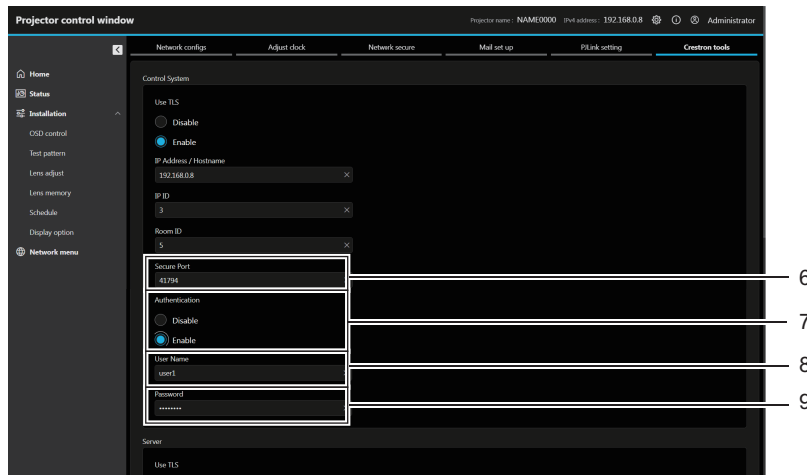 Projector control window
Projector name : NAME0000 IPv4 address : 192.168.0.8 Administrator
Network configs Adjust clock Netwerk secure Mail set up PJLink setting Crestron tools
Home
Status
Installation
OSD control
Test pattern
Lens adjust
Lens memory
Schedule
Display option
Network menu
Control System
Use TLS
Disable
Enable
IP Address / Hostname
192.168.0.8
IP ID
3
Room ID
5
Secure Port
41794
Authentication
Disable
Enable
User Name
user1
Password
••••••••
Server
Use TLS
6
7
8
9